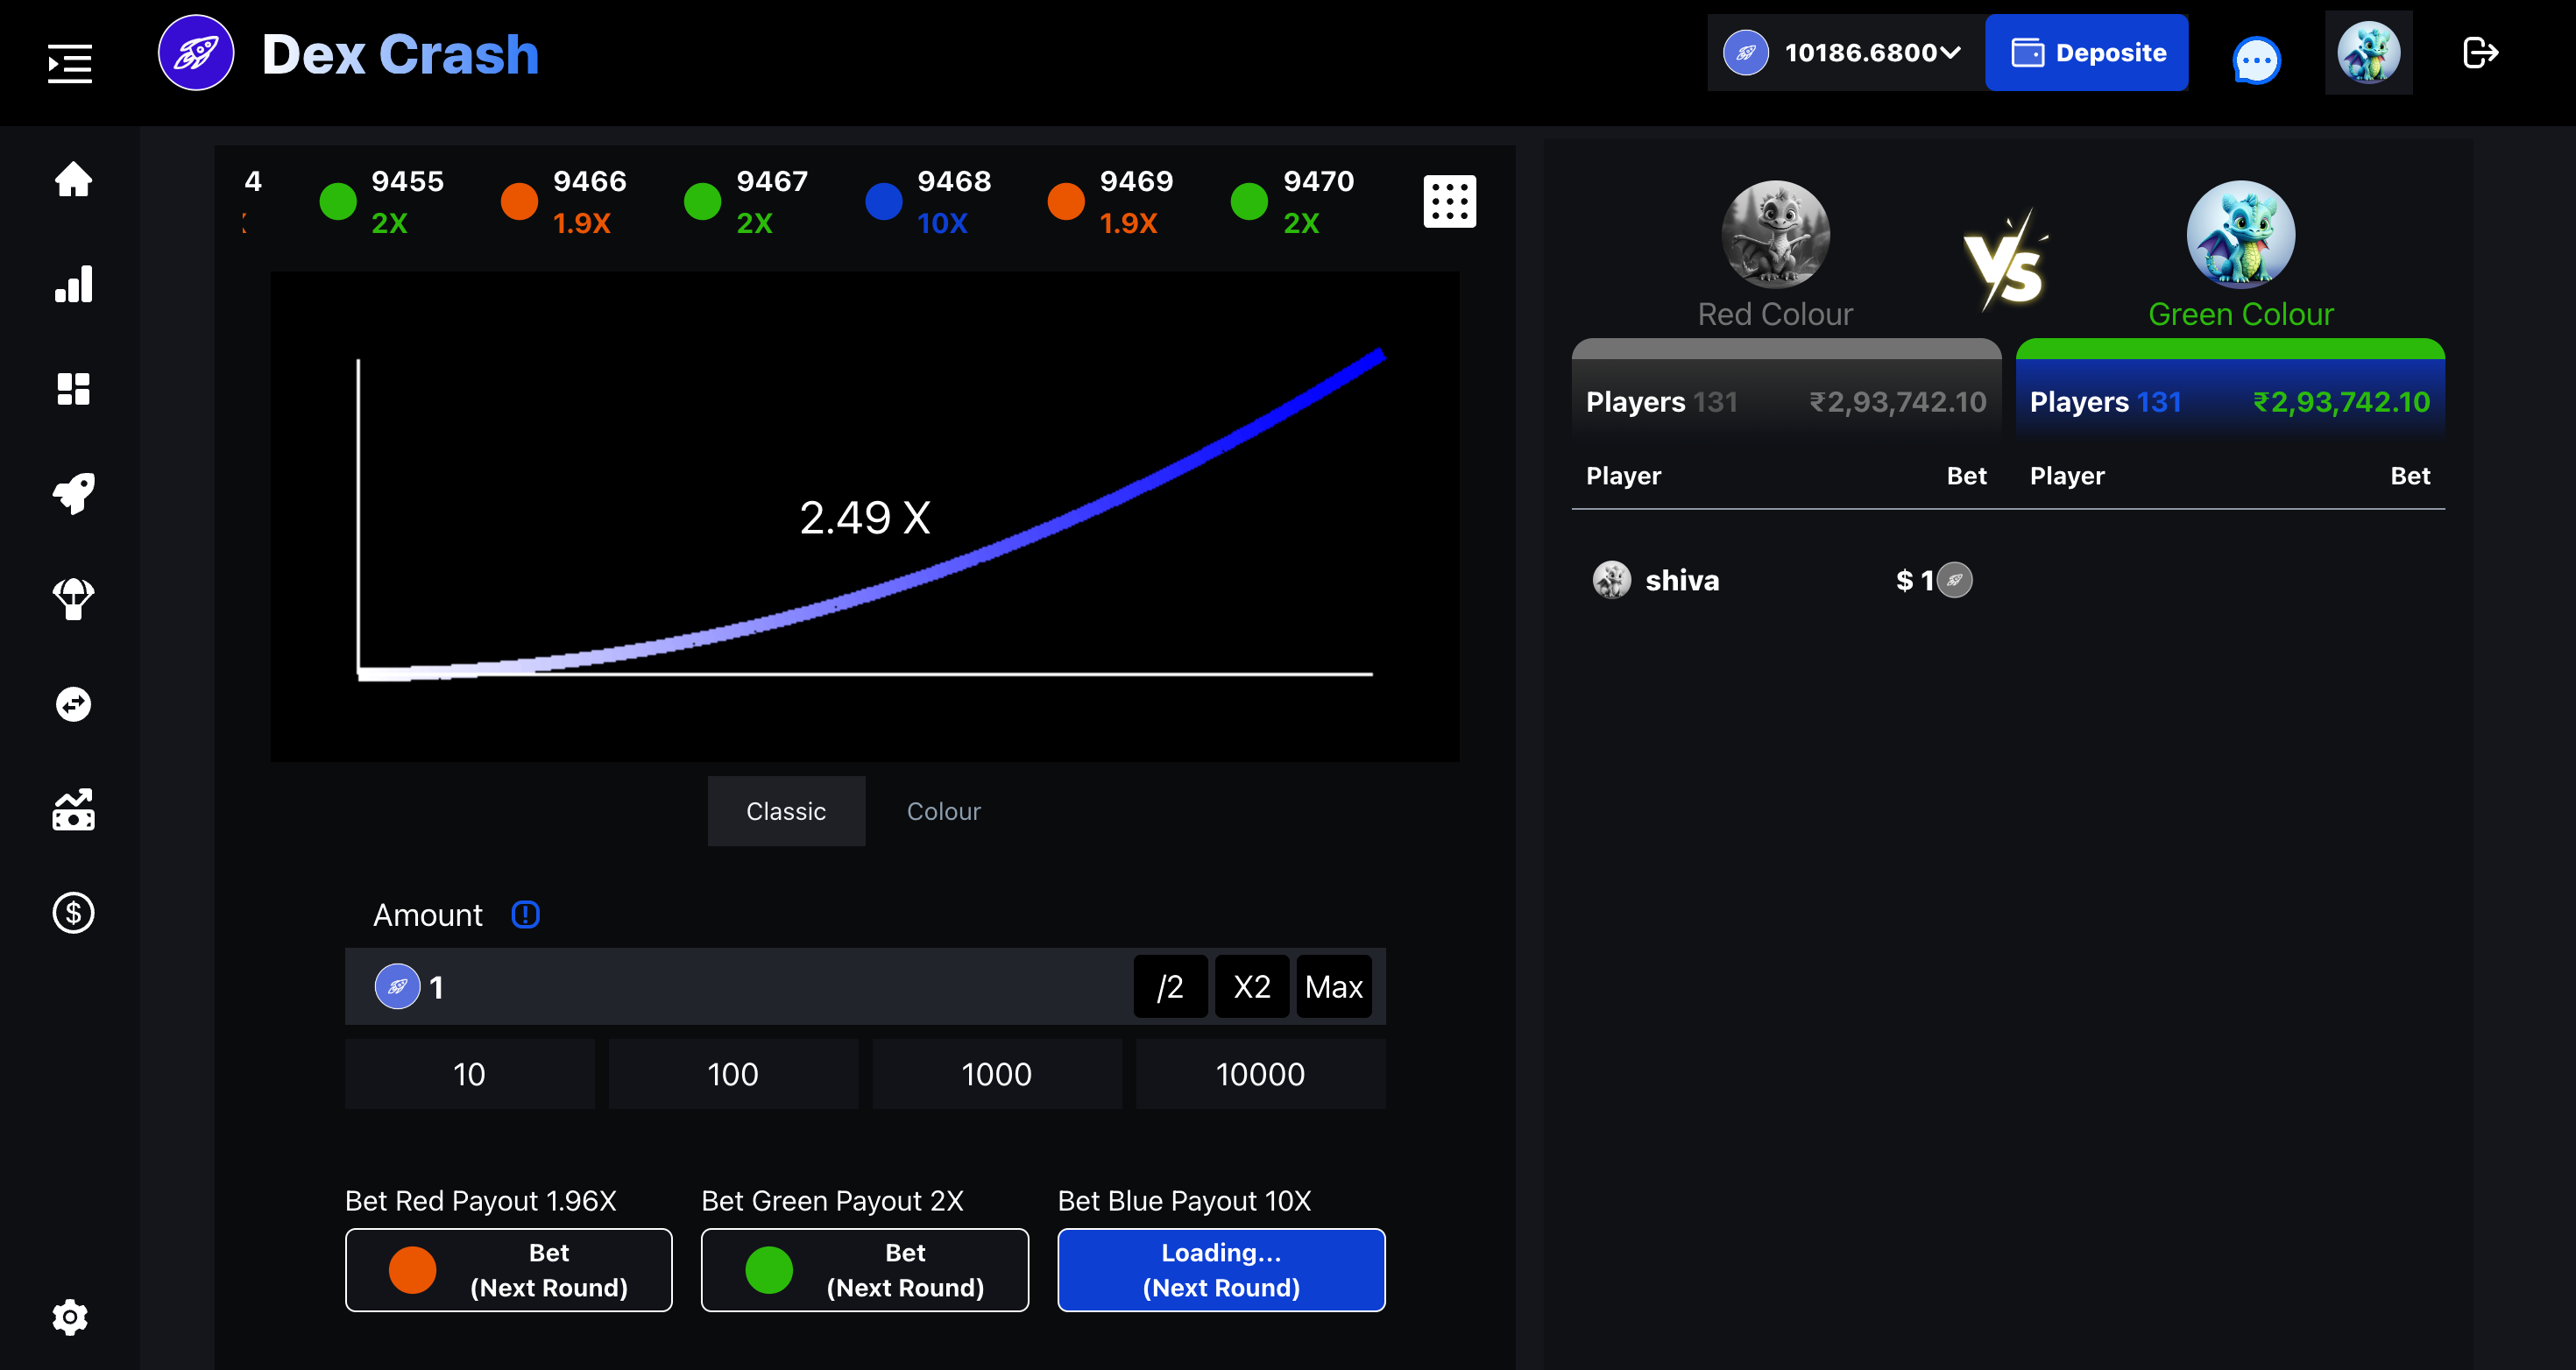 Dex Crash
10186.6800
Deposite
4 9455 9466 9467 9468 9469 9470
2X 1.9X 2X 10X 1.9X 2X
2.49 X
Classic Colour
Amount
1 /2 X2 Max
10 100 1000 10000
Bet Red Payout 1.96X Bet Green Payout 2X Bet Blue Payout 10X
Bet Bet Loading...
(Next Round) (Next Round) (Next Round)
VS
Red Colour Green Colour
Players 131 ₹2,93,742.10 Players 131 ₹2,93,742.10
Player Bet Player Bet
shiva $ 1